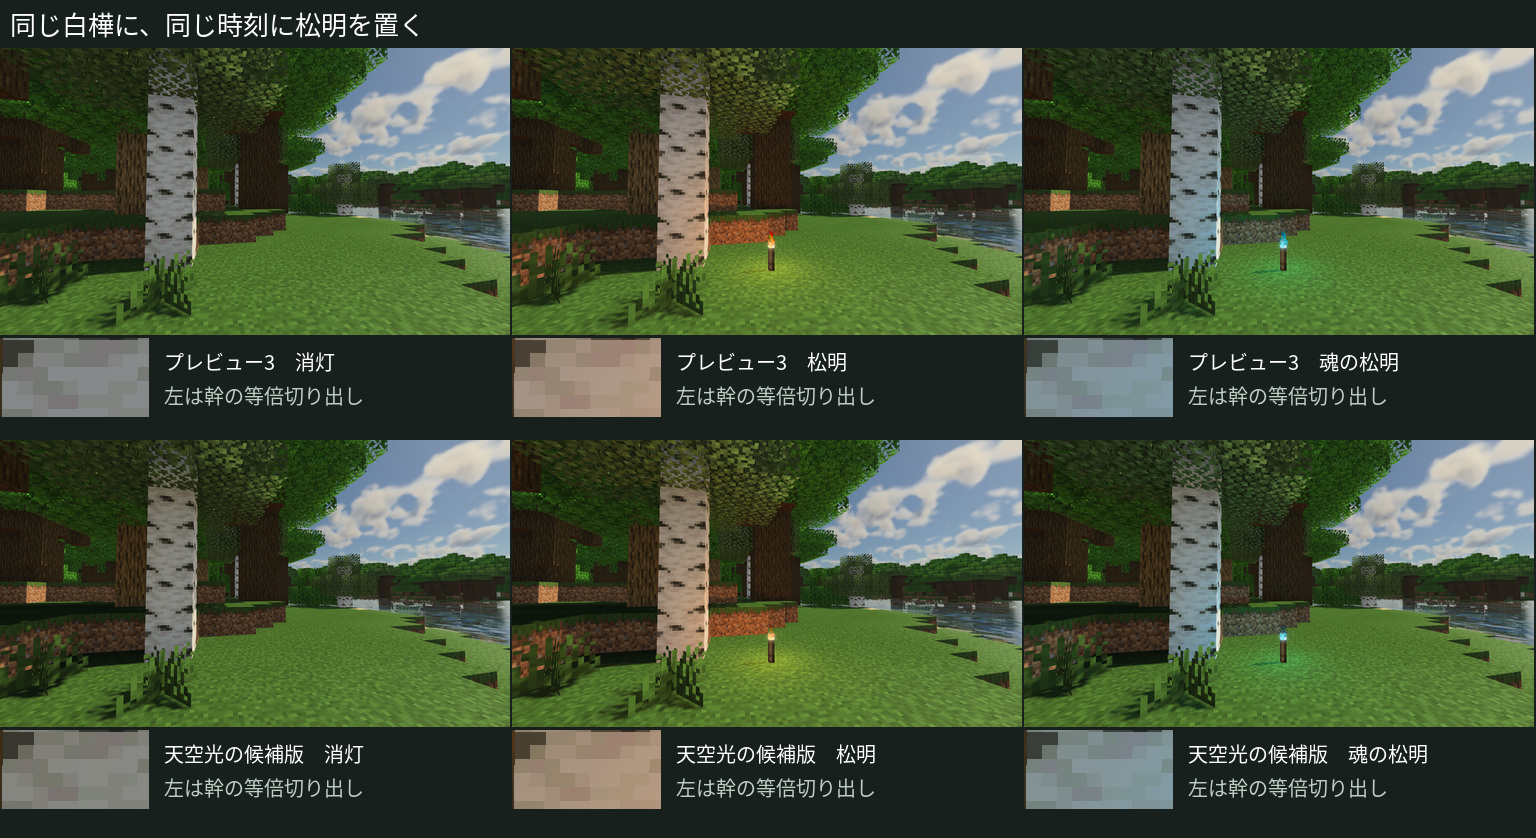 同じ白樺に、同じ時刻に松明を置く
プレビュー3　消灯
左は幹の等倍切り出し
プレビュー3　松明
左は幹の等倍切り出し
プレビュー3　魂の松明
左は幹の等倍切り出し
天空光の候補版　消灯
左は幹の等倍切り出し
天空光の候補版　松明
左は幹の等倍切り出し
天空光の候補版　魂の松明
左は幹の等倍切り出し